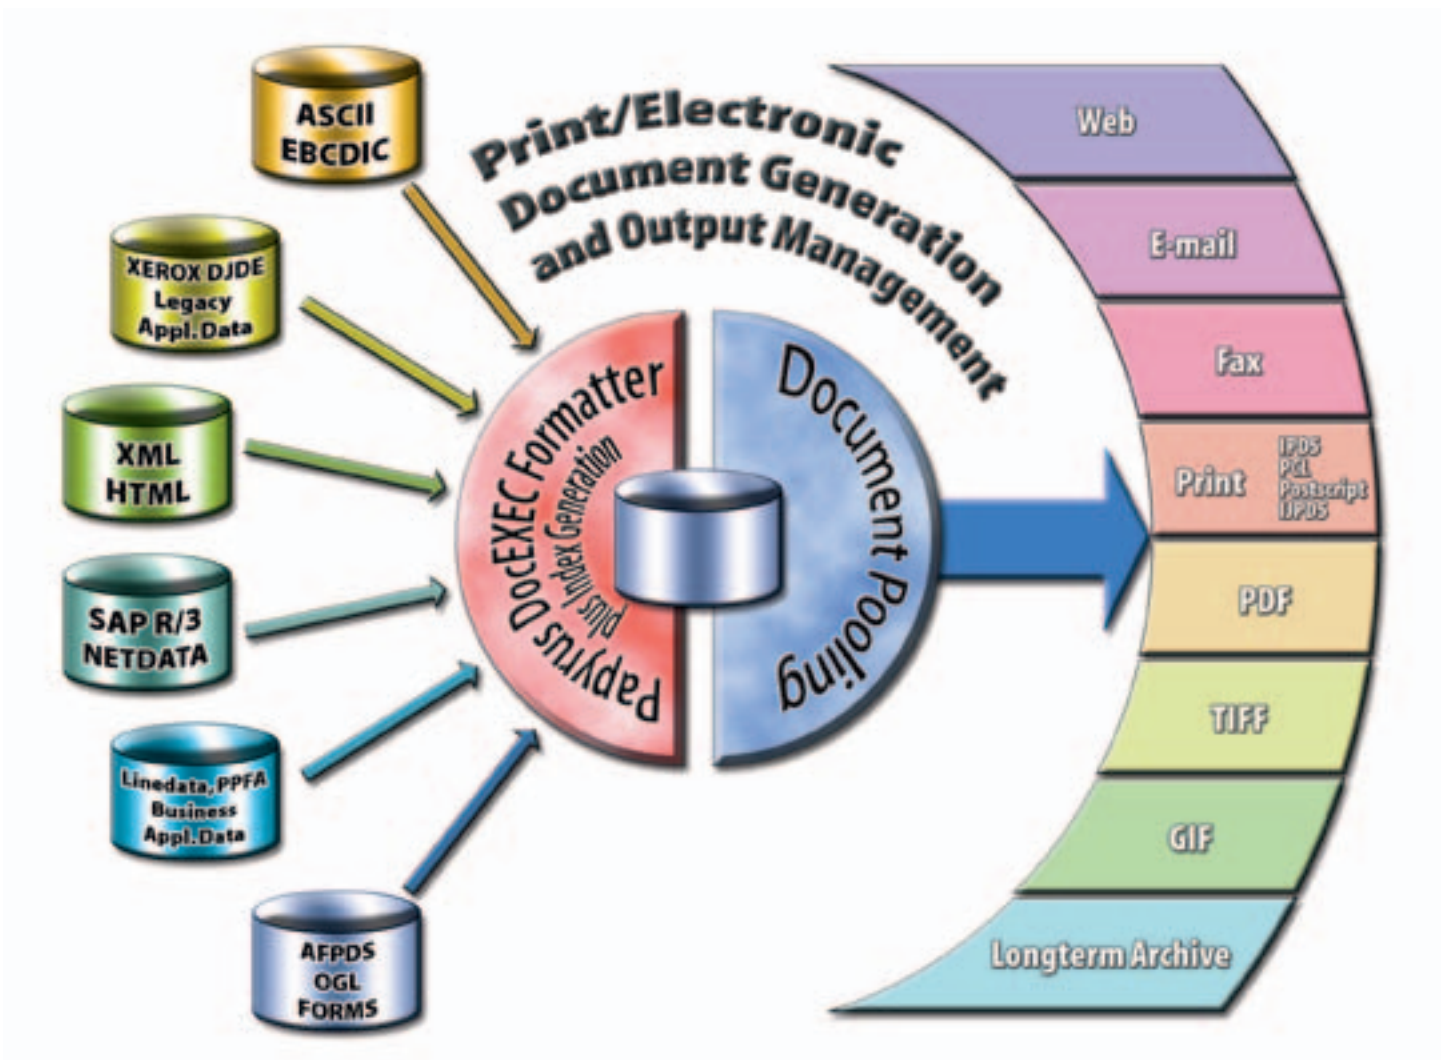 Print/Electronic
Document Generation
and Output Management
ASCII
EBCDIC
XEROX DJDE
Legacy
Appl.Data
XML
HTML
SAP R/3
NETDATA
Linedata, PPFA
Business
Appl.Data
AFPDS
OGL
FORMS
Papyrus DocEXEC Formatter
plus Index Generation
Document Pooling
Web
E-mail
Fax
Print
IPDS
PCL
Postscript
IJPDS
PDF
TIFF
GIF
Longterm Archive